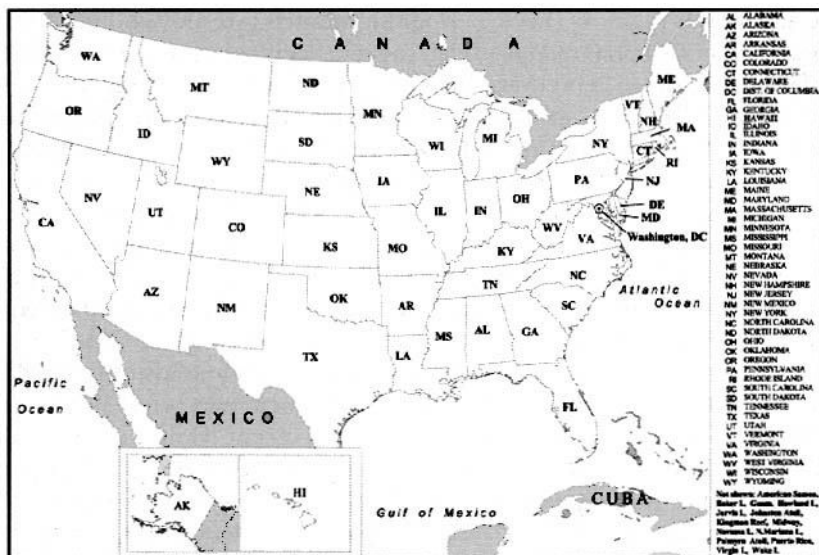 CANADA
WA
MT
ND
MN
ME
OR
ID
SD
WI
MI
VT
NH
NY
MA
WY
CT
RI
NE
IA
PA
NJ
NV
UT
IL
IN
OH
DE
MD
CA
CO
KS
MO
WV
VA
Washington, DC
KY
AZ
NM
OK
AR
TN
NC
Atlantic
Ocean
SC
TX
LA
MS
AL
GA
Pacific
Ocean
MEXICO
FL
AK
HI
Gulf of Mexico
CUBA
AL ALABAMA
AK ALASKA
AZ ARIZONA
AR ARKANSAS
CA CALIFORNIA
CO COLORADO
CT CONNECTICUT
DE DELAWARE
DC DIST. OF COLUMBIA
FL FLORIDA
GA GEORGIA
HI HAWAII
ID IDAHO
IL ILLINOIS
IN INDIANA
IA IOWA
KS KANSAS
KY KENTUCKY
LA LOUISIANA
ME MAINE
MD MARYLAND
MA MASSACHUSETTS
MI MICHIGAN
MN MINNESOTA
MS MISSISSIPPI
MO MISSOURI
MT MONTANA
NE NEBRASKA
NV NEVADA
NH NEW HAMPSHIRE
NJ NEW JERSEY
NM NEW MEXICO
NY NEW YORK
NC NORTH CAROLINA
ND NORTH DAKOTA
OH OHIO
OK OKLAHOMA
OR OREGON
PA PENNSYLVANIA
RI RHODE ISLAND
SC SOUTH CAROLINA
SD SOUTH DAKOTA
TN TENNESSEE
TX TEXAS
UT UTAH
VT VERMONT
VA VIRGINIA
WA WASHINGTON
WV WEST VIRGINIA
WI WISCONSIN
WY WYOMING
Not shown: American Samoa,
Baker I., Guam, Howland I.,
Jarvis I., Johnston Atoll,
Kingman Reef, Midway,
Navassa I., N.Mariana I.,
Palmyra Atoll, Puerto Rico,
Virgin I., Wake I.